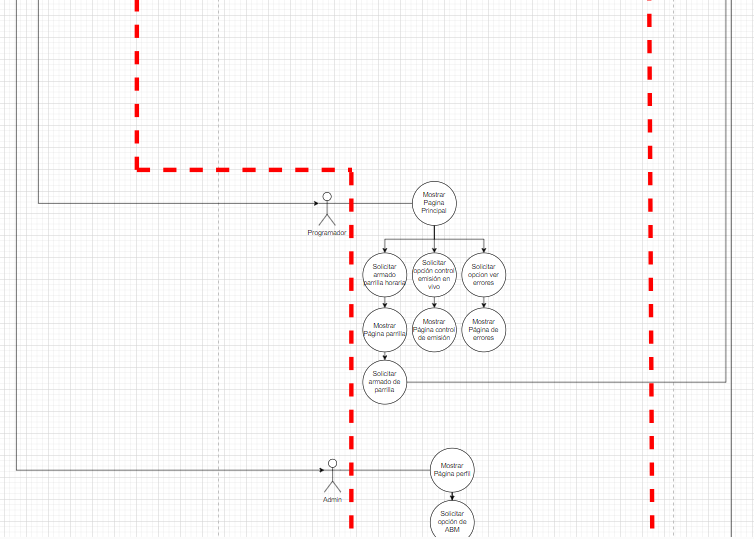 Mostrar
Pagina
Principal
Programador
Solicitar
armado
parrilla horaria
Solicitar
opción control
emisión en
vivo
Solicitar
opcion ver
errores
Mostrar
Página parrilla
Mostrar
Página control
de emisión
Mostrar
Página de
errores
Solicitar
armado de
parrilla
Mostrar
Página perfil
Admin
Solicitar
opción de
ABM